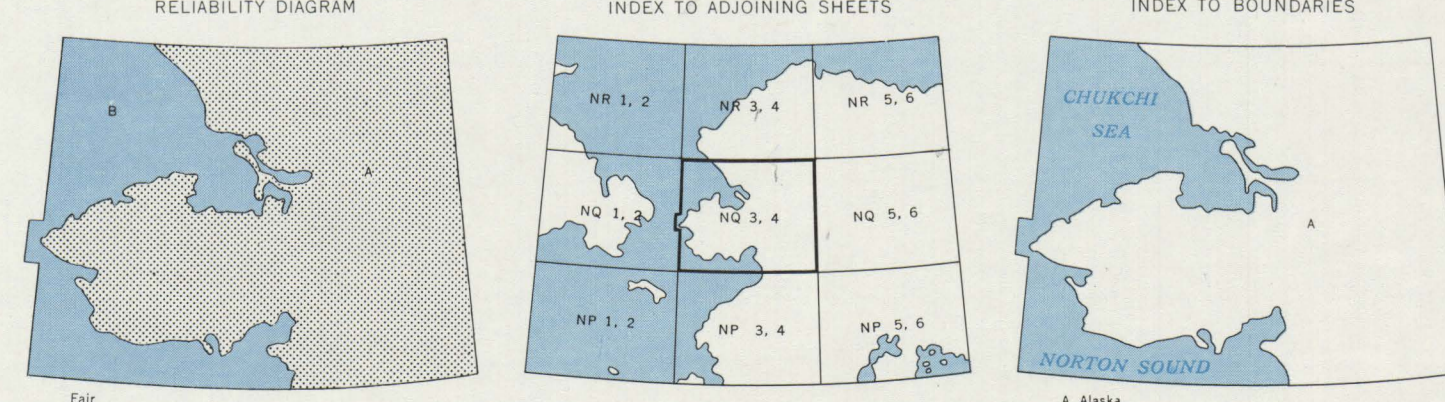 RELIABILITY DIAGRAM
B
A
Fair
INDEX TO ADJOINING SHEETS
NR 1, 2
NR 3, 4
NR 5, 6
NQ 1, 2
NQ 3, 4
NQ 5, 6
NP 1, 2
NP 3, 4
NP 5, 6
INDEX TO BOUNDARIES
CHUKCHI
SEA
A
NORTON SOUND
A Alaska